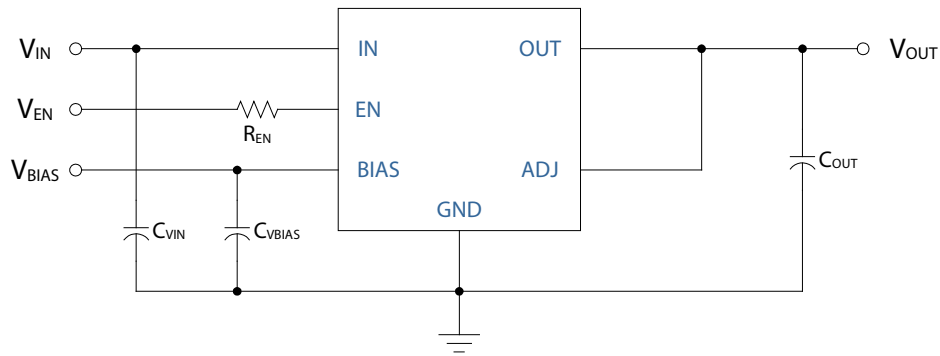 VIN
IN
OUT
VOUT
VEN
EN
REN
VBIAS
BIAS
ADJ
COUT
GND
CVIN
CVBIAS